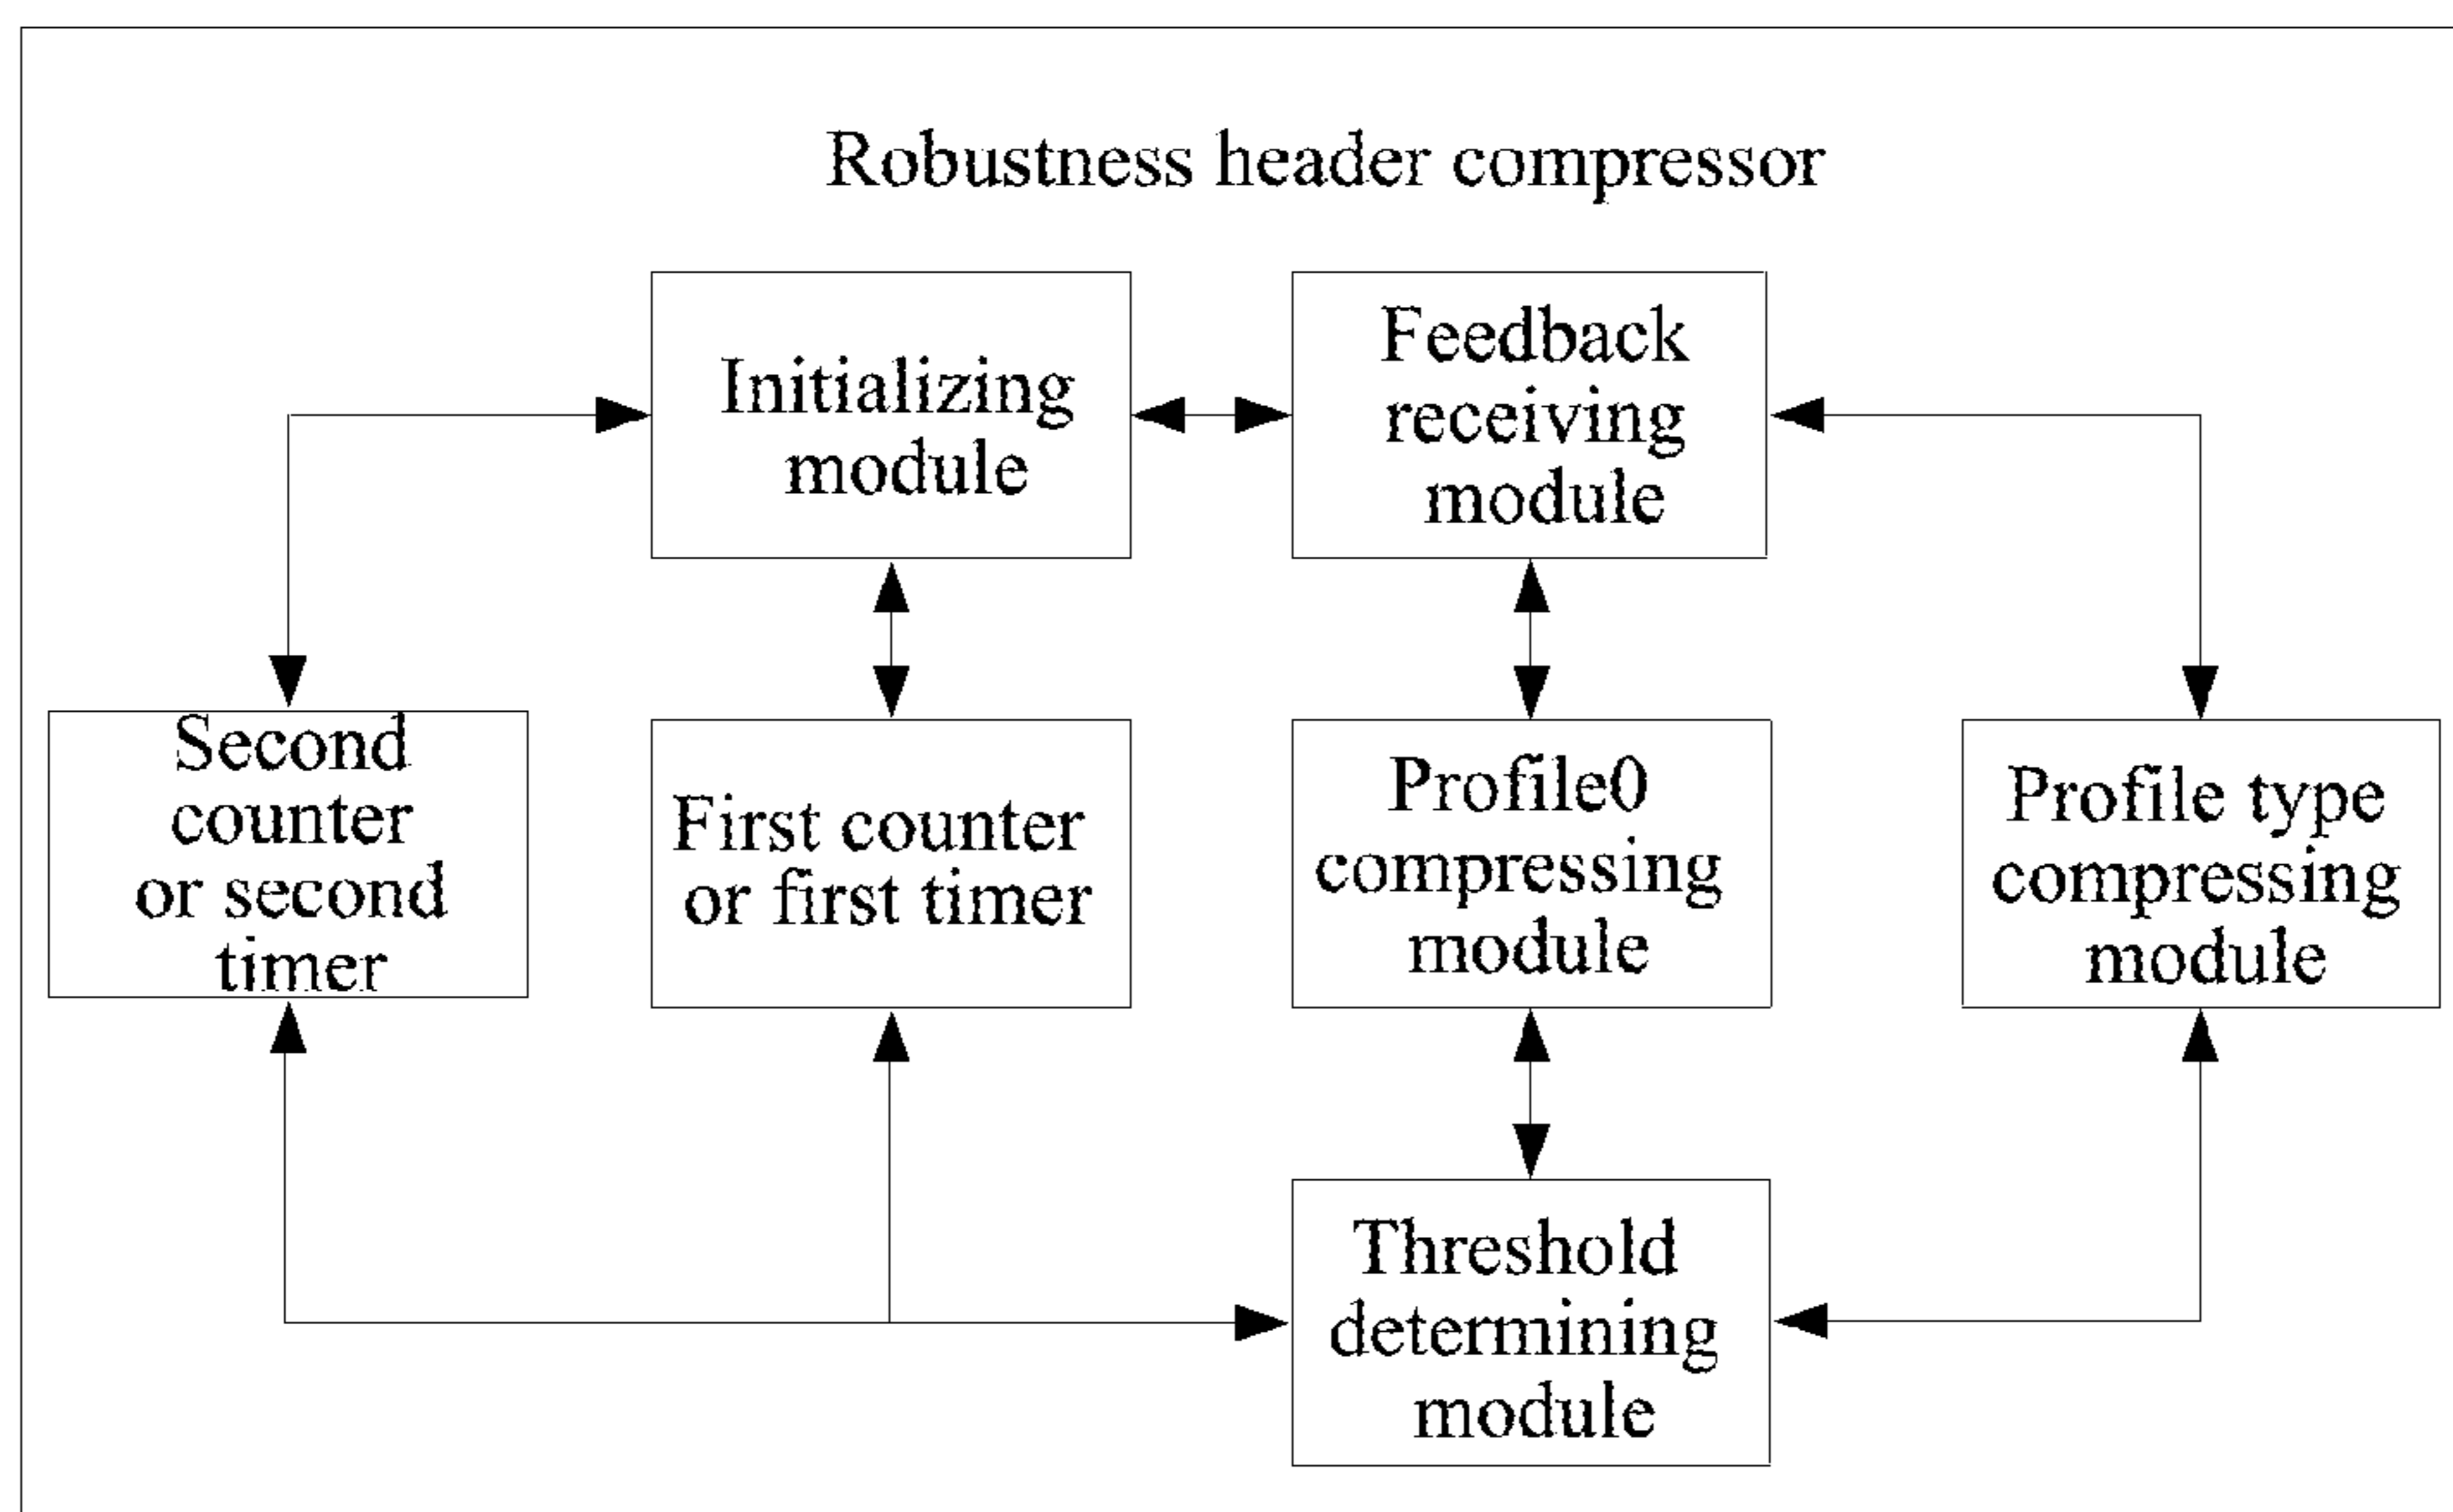 Robustness header compressor
Initializing
module
Feedback
receiving
module
Second
counter
or second
timer
First counter
or first timer
Profile0
compressing
module
Profile type
compressing
module
Threshold
determining
module